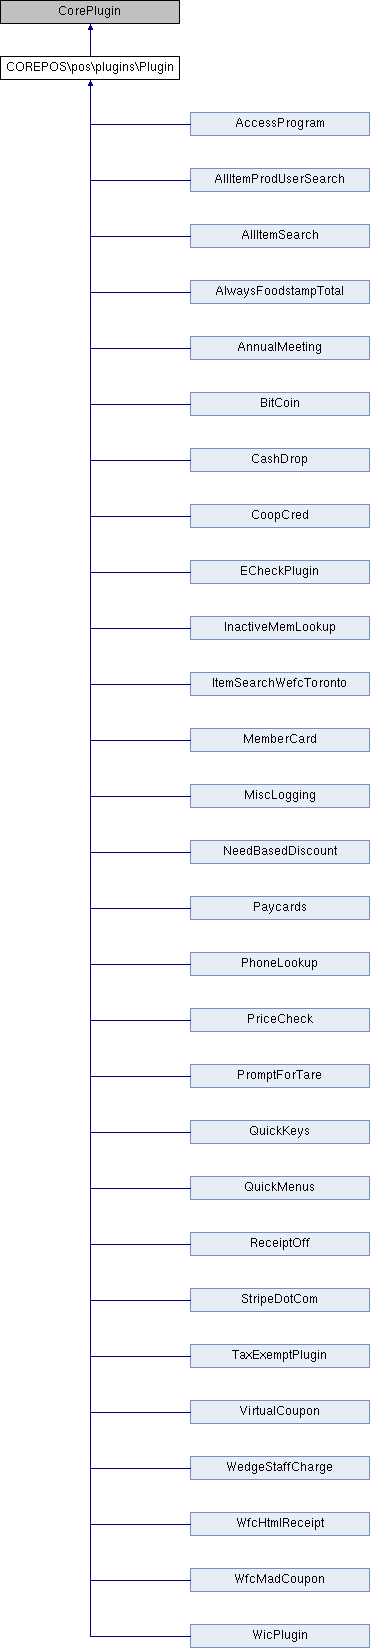 CorePlugin
COREPOS\pos\plugins\Plugin
AccessProgram
AllItemProdUserSearch
AllItemSearch
AlwaysFoodstampTotal
AnnualMeeting
BitCoin
CashDrop
CoopCred
ECheckPlugin
InactiveMemLookup
ItemSearchWefcToronto
MemberCard
MiscLogging
NeedBasedDiscount
Paycards
PhoneLookup
PriceCheck
PromptForTare
QuickKeys
QuickMenus
ReceiptOff
StripeDotCom
TaxExemptPlugin
VirtualCoupon
WedgeStaffCharge
WfcHtmlReceipt
WfcMadCoupon
WicPlugin